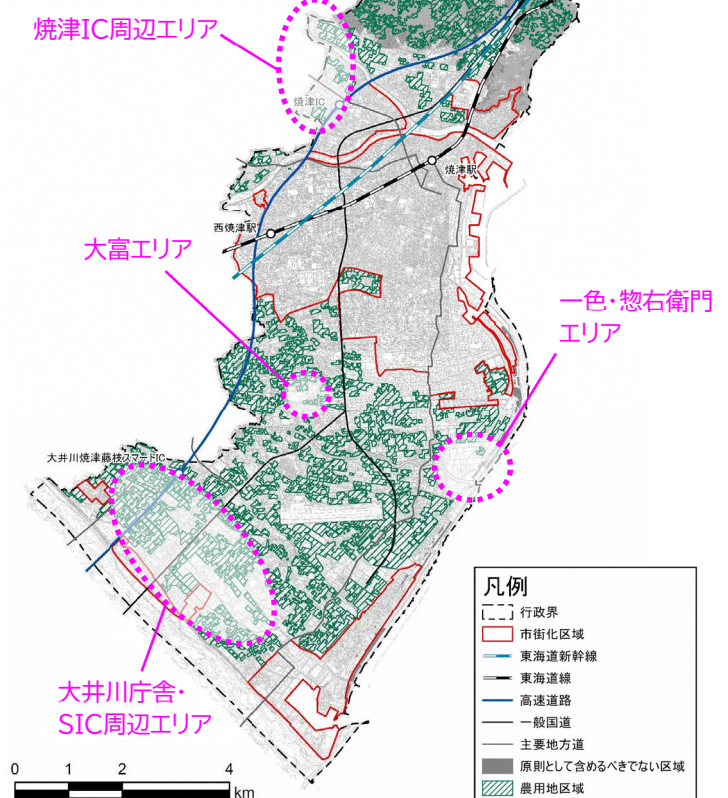 焼津IC周辺エリア
焼津IC
焼津駅
西焼津駅
大富エリア
一色・惣右衛門
エリア
大井川焼津藤枝スマートIC
大井川庁舎・
SIC周辺エリア
凡例
行政界
市街化区域
東海道新幹線
東海道線
高速道路
一般国道
主要地方道
原則として含めるべきでない区域
農用地区域
0 1 2 4
km